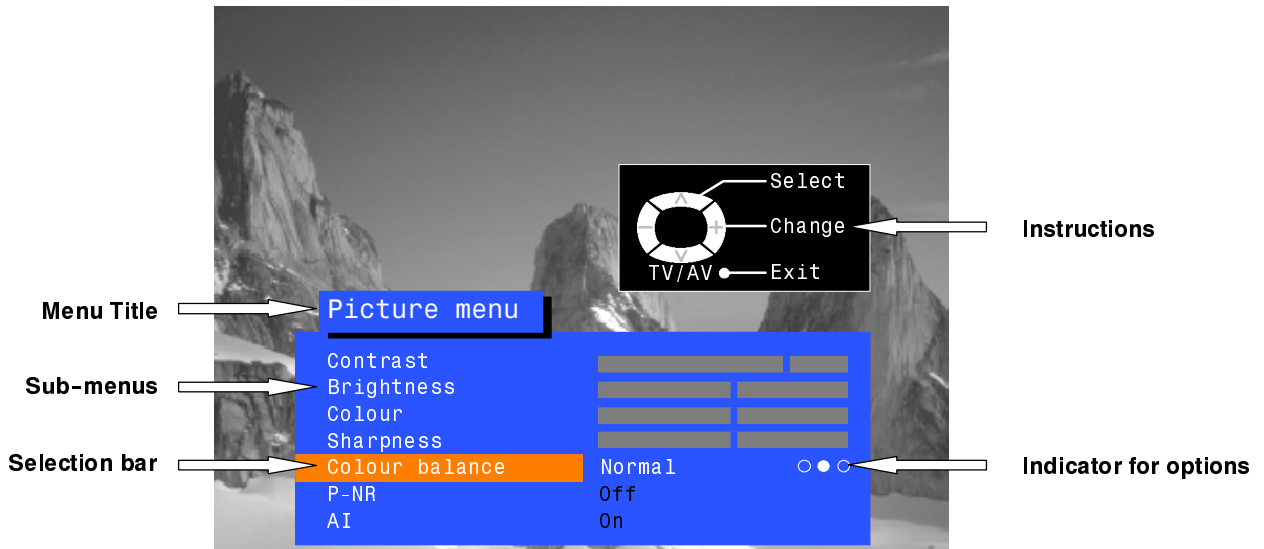 Select
Change
Instructions
TV/AV Exit
Menu Title
Picture menu
Contrast
Sub-menus
Brightness
Colour
Sharpness
Selection bar
Colour balance Normal
Indicator for options
P-NR Off
AI On